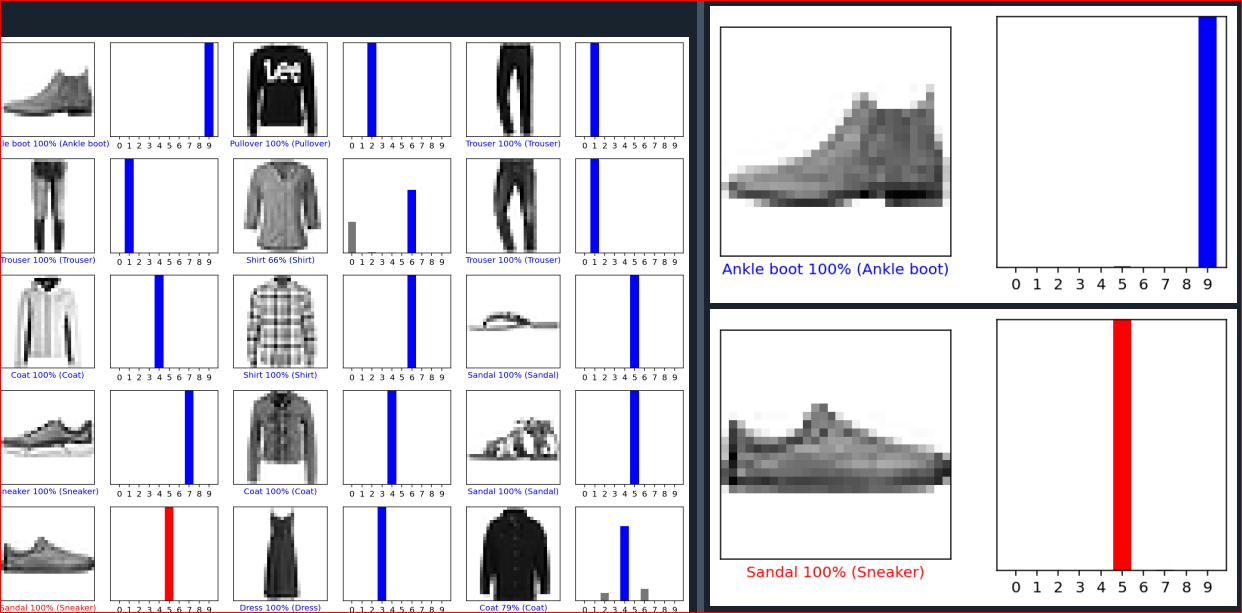 Lee
0 1 2 3 4 5 6 7 8 9 0 1 2 3 4 5 6 7 8 9 0 1 2 3 4 5 6 7 8 9
le boot 100% (Ankle boot) Pullover 100% (Pullover) Trouser 100% (Trouser)
0 1 2 3 4 5 6 7 8 9 0 1 2 3 4 5 6 7 8 9 0 1 2 3 4 5 6 7 8 9
Trouser 100% (Trouser) Shirt 66% (Shirt) Trouser 100% (Trouser)
0 1 2 3 4 5 6 7 8 9 0 1 2 3 4 5 6 7 8 9 0 1 2 3 4 5 6 7 8 9
Coat 100% (Coat) Shirt 100% (Shirt) Sandal 100% (Sandal)
0 1 2 3 4 5 6 7 8 9 0 1 2 3 4 5 6 7 8 9 0 1 2 3 4 5 6 7 8 9
neaker 100% (Sneaker) Coat 100% (Coat) Sandal 100% (Sandal)
0 1 2 3 4 5 6 7 8 9 0 1 2 3 4 5 6 7 8 9 0 1 2 3 4 5 6 7 8 9
Sandal 100% (Sneaker) Dress 100% (Dress) Coat 79% (Coat)
Ankle boot 100% (Ankle boot)
0 1 2 3 4 5 6 7 8 9
Sandal 100% (Sneaker)
0 1 2 3 4 5 6 7 8 9